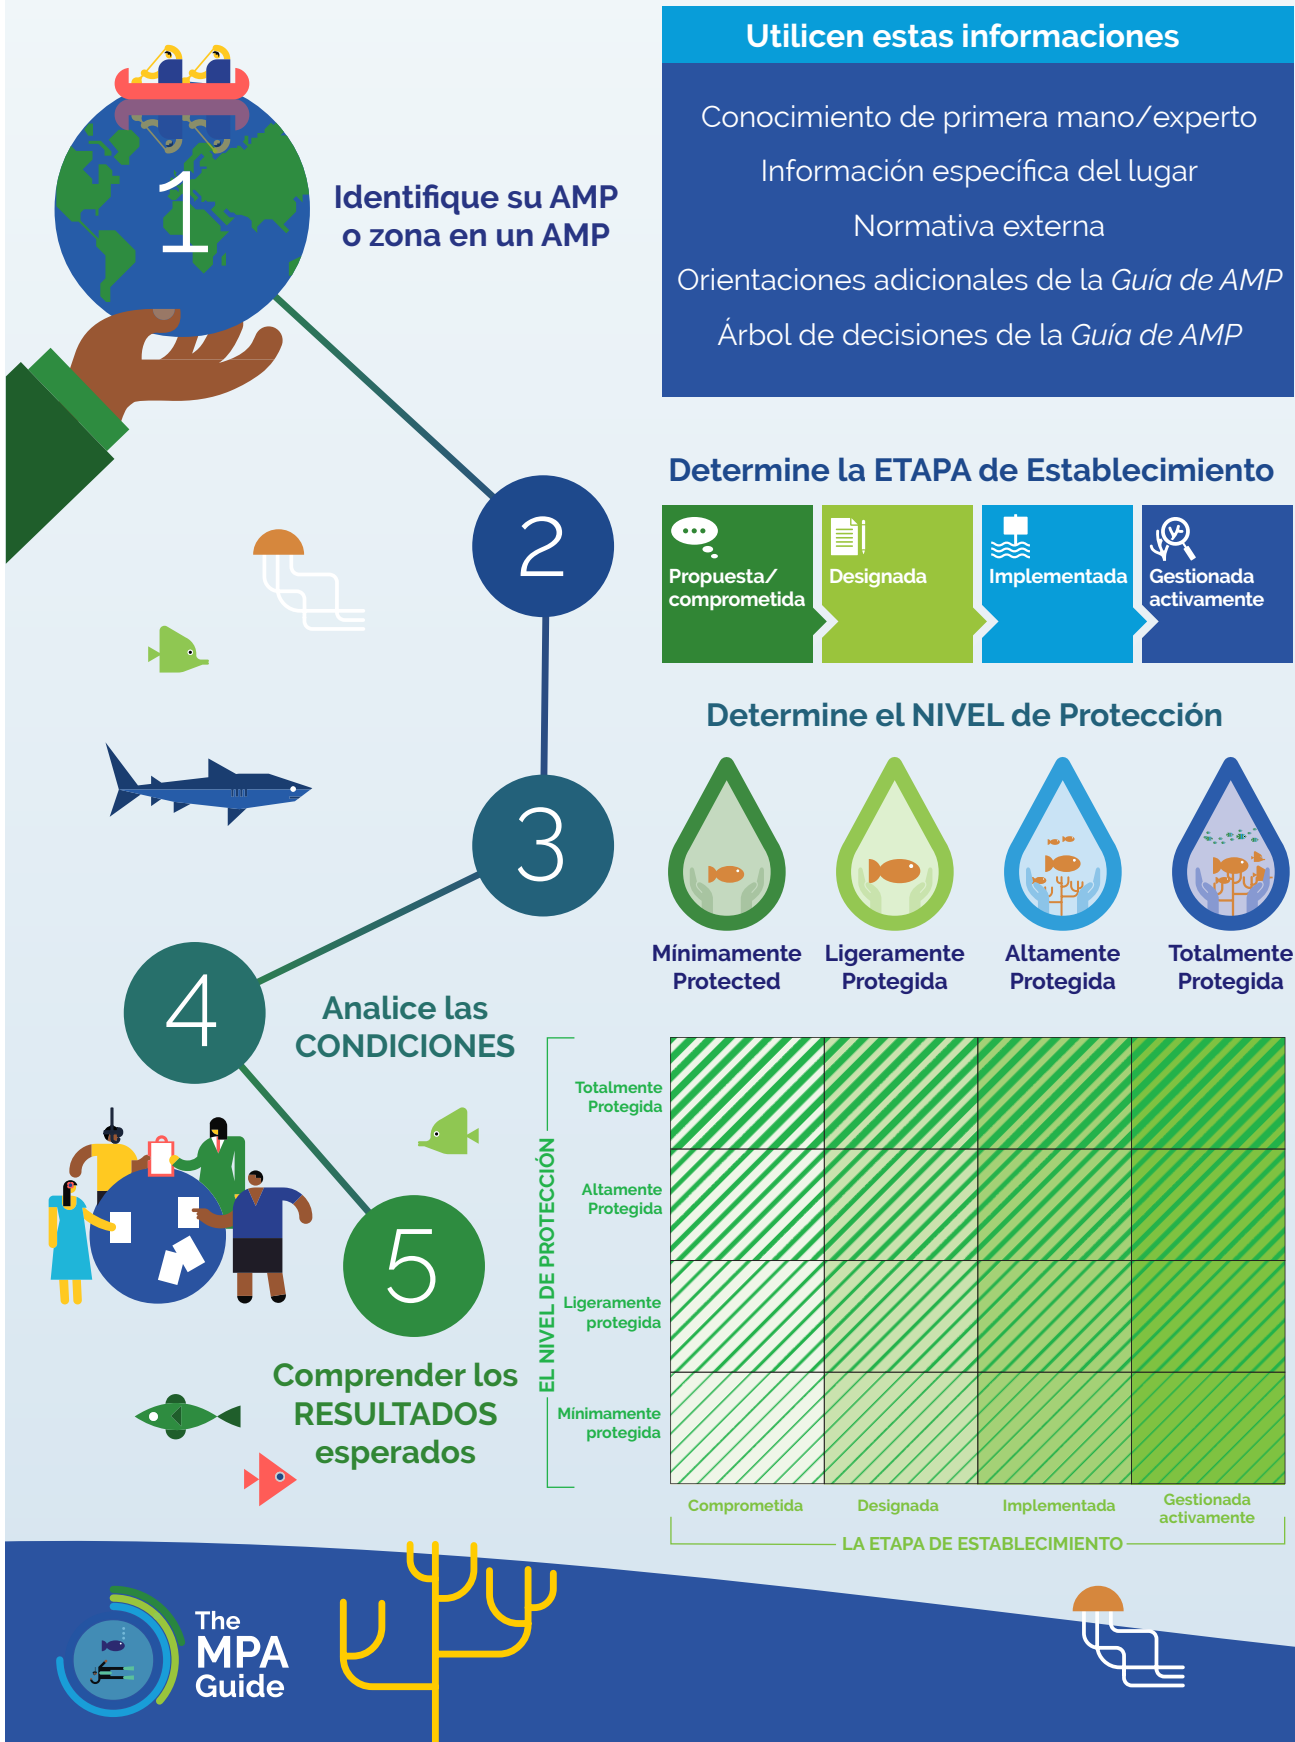 1
Identifique su AMP
o zona en un AMP
Utilicen estas informaciones
Conocimiento de primera mano/experto
Información específica del lugar
Normativa externa
Orientaciones adicionales de la Guía de AMP
Árbol de decisiones de la Guía de AMP
2
Determine la ETAPA de Establecimiento
Propuesta/
comprometida
Designada
Implementada
Gestionada
activamente
3
Determine el NIVEL de Protección
Mínimamente
Protected
Ligeramente
Protegida
Altamente
Protegida
Totalmente
Protegida
4
Analice las
CONDICIONES
5
Comprender los
RESULTADOS
esperados
EL NIVEL DE PROTECCIÓN
Totalmente
Protegida
Altamente
Protegida
Ligeramente
protegida
Mínimamente
protegida
Comprometida
Designada
Implementada
Gestionada
activamente
LA ETAPA DE ESTABLECIMIENTO
The
MPA
Guide